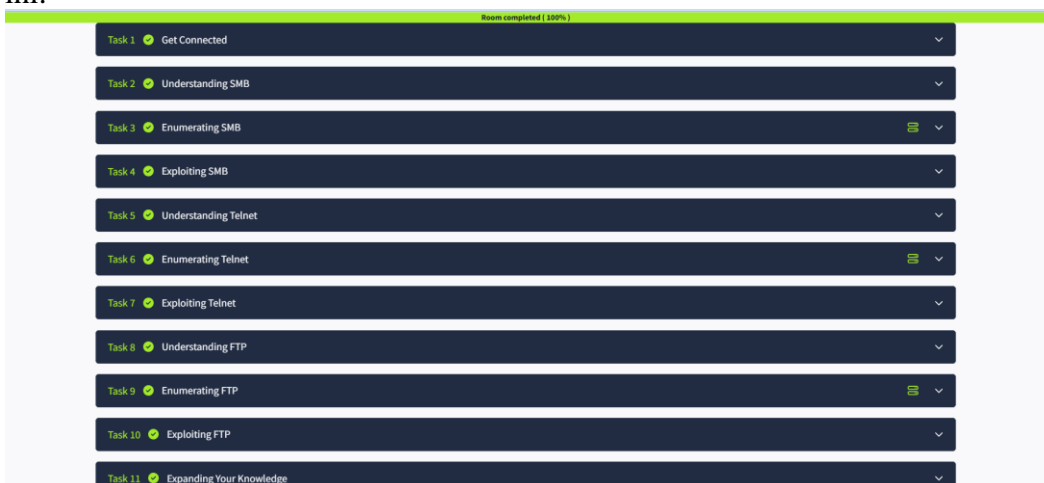 Room completed ( 100% )
Task 1 Get Connected
Task 2 Understanding SMB
Task 3 Enumerating SMB
Task 4 Exploiting SMB
Task 5 Understanding Telnet
Task 6 Enumerating Telnet
Task 7 Exploiting Telnet
Task 8 Understanding FTP
Task 9 Enumerating FTP
Task 10 Exploiting FTP
Task 11 Expanding Your Knowledge